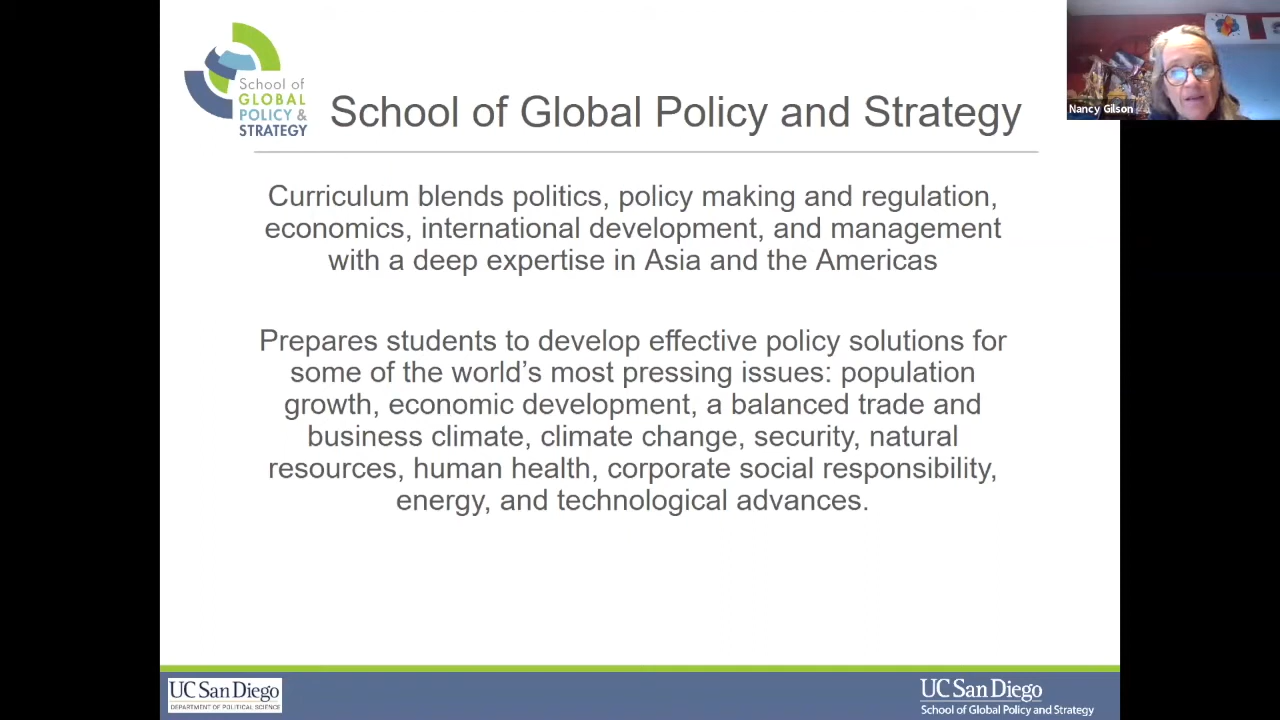 School of
GLOBAL
POLICY &
STRATEGY
School of Global Policy and Strategy
Nancy Gilson
Curriculum blends politics, policy making and regulation,
economics, international development, and management
with a deep expertise in Asia and the Americas
Prepares students to develop effective policy solutions for
some of the world’s most pressing issues: population
growth, economic development, a balanced trade and
business climate, climate change, security, natural
resources, human health, corporate social responsibility,
energy, and technological advances.
UC San Diego
DEPARTMENT OF POLITICAL SCIENCE
UC San Diego
School of Global Policy and Strategy